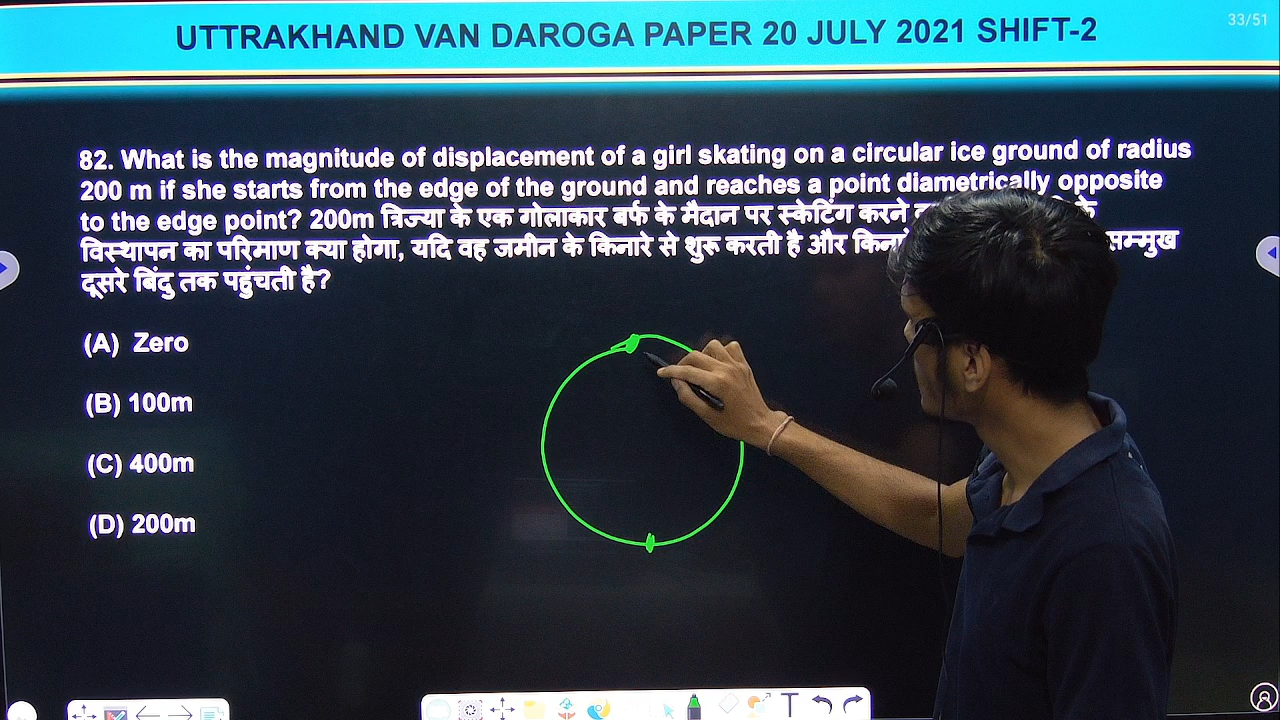 33/51
UTTRAKHAND VAN DAROGA PAPER 20 JULY 2021 SHIFT-2
82. What is the magnitude of displacement of a girl skating on a circular ice ground of radius
200 m if she starts from the edge of the ground and reaches a point diametrically opposite
to the edge point? 200m त्रिज्या के एक गोलाकार बर्फ के मैदान पर स्केटिंग करने के
विस्थापन का परिमाण क्या होगा, यदि वह जमीन के किनारे से शुरू करती है और सम्मुख
दूसरे बिंदु तक पहुंचती है?
(A) Zero
(B) 100m
(C) 400m
(D) 200m
T